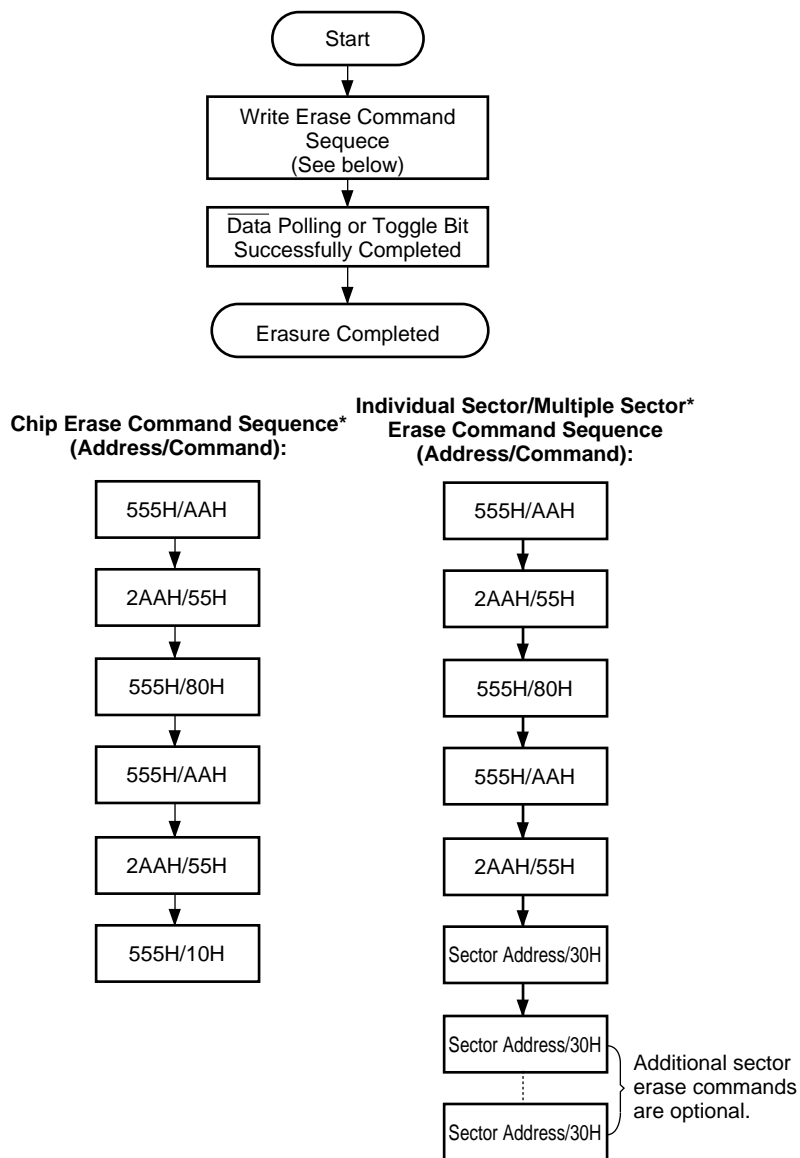 Start
Write Erase Command
Sequece
(See below)
Data Polling or Toggle Bit
Successfully Completed
Erasure Completed
Chip Erase Command Sequence*
(Address/Command):
555H/AAH
2AAH/55H
555H/80H
555H/AAH
2AAH/55H
555H/10H
Individual Sector/Multiple Sector*
Erase Command Sequence
(Address/Command):
555H/AAH
2AAH/55H
555H/80H
555H/AAH
2AAH/55H
Sector Address/30H
Sector Address/30H
Sector Address/30H
Additional sector
erase commands
are optional.